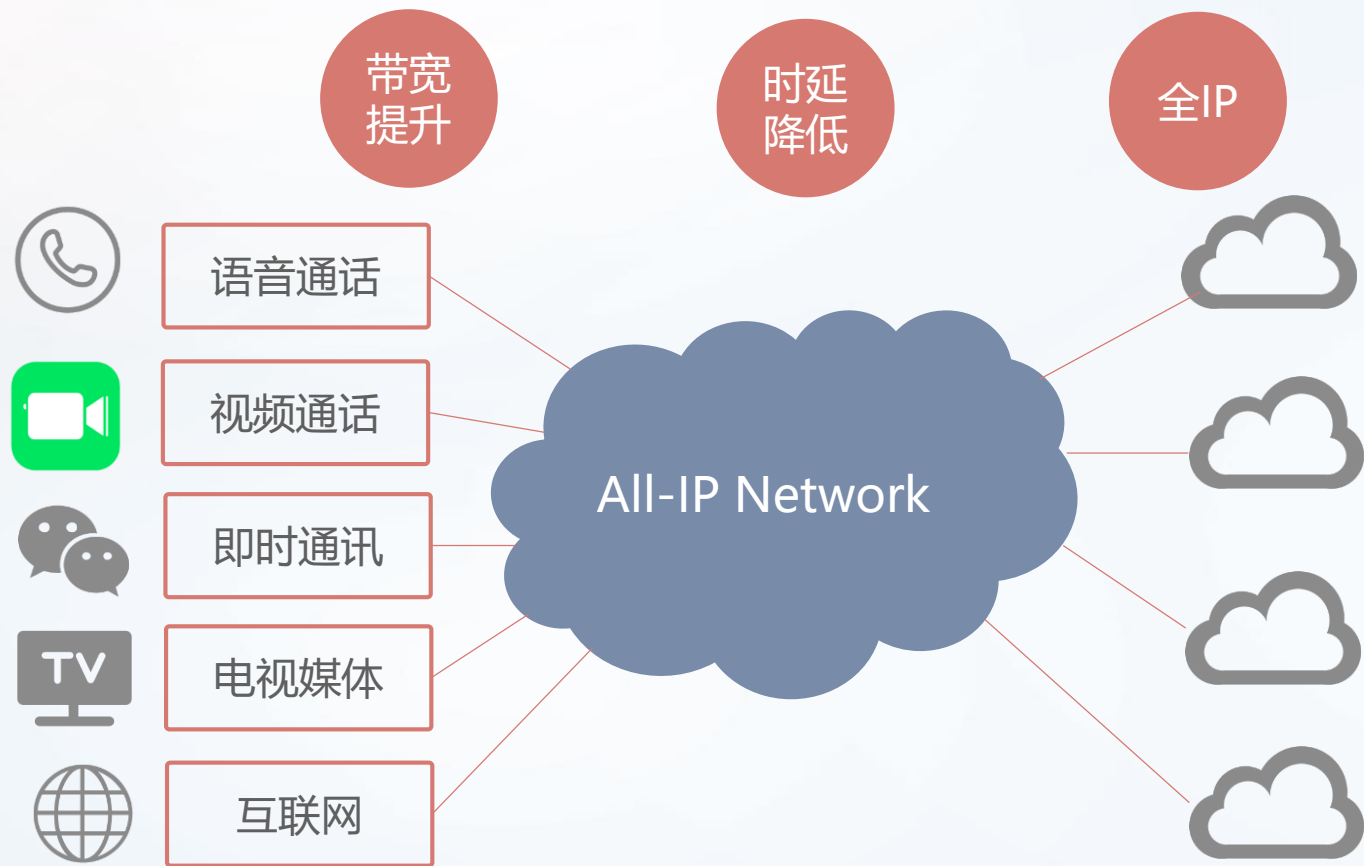 带宽
提升
时延
降低
全IP
语音通话
视频通话
即时通讯
TV
电视媒体
互联网
All-IP Network